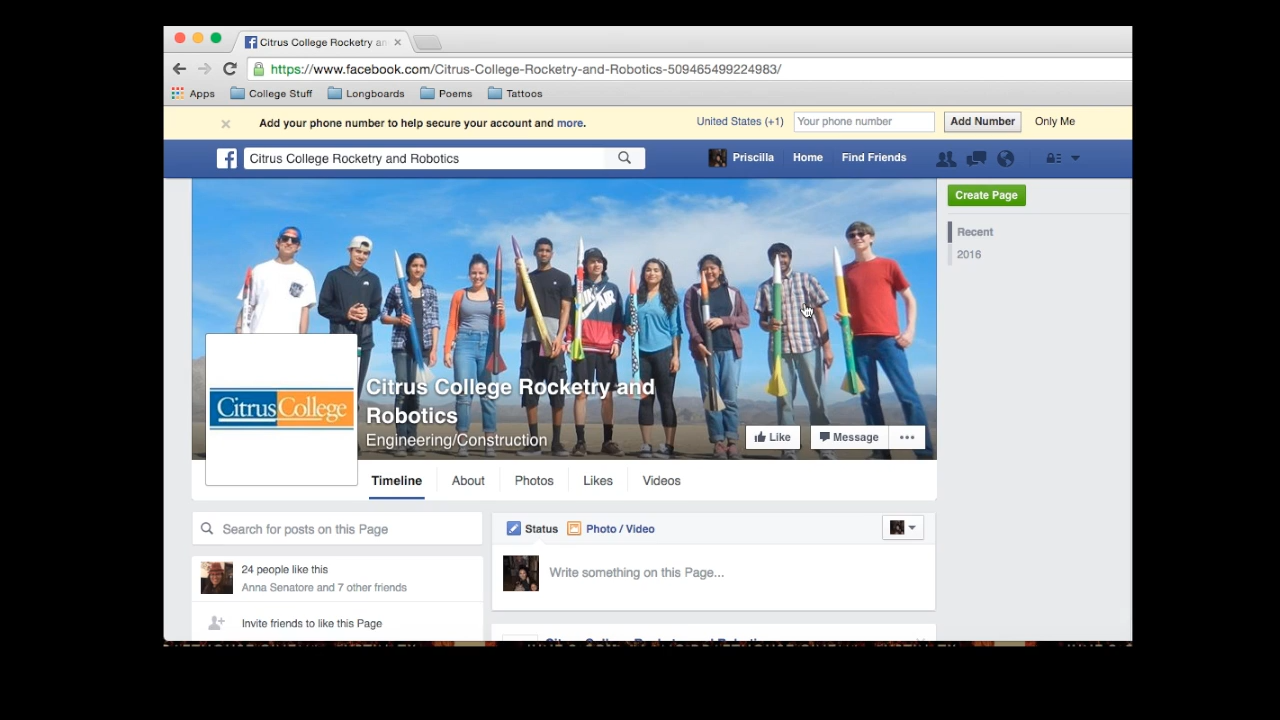 Citrus College Rocketry an
https://www.facebook.com/Citrus-College-Rocketry-and-Robotics-509465499224983/
Apps College Stuff Longboards Poems Tattoos
Add your phone number to help secure your account and more. United States (+1) Your phone number Add Number Only Me
Citrus College Rocketry and Robotics Priscilla Home Find Friends
Create Page
Recent
2016
Citrus College Rocketry and
Robotics
Engineering/Construction
CitrusCollege
Like Message
Timeline About Photos Likes Videos
Search for posts on this Page
Status Photo / Video
24 people like this
Anna Senatore and 7 other friends
Write something on this Page...
Invite friends to like this Page